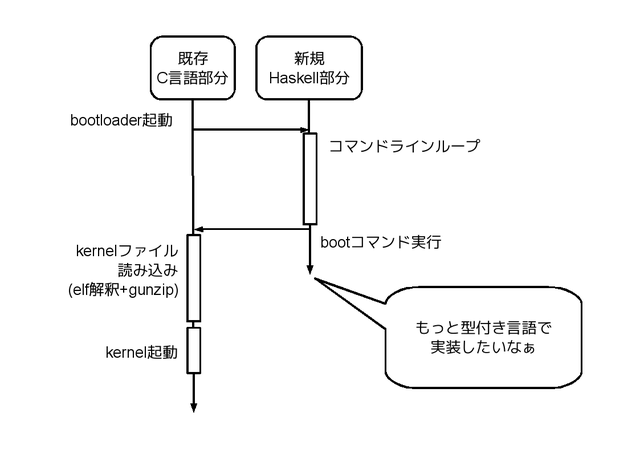 既存
C言語部分
新規
Haskell部分
bootloader起動
コマンドラインループ
bootコマンド実行
kernelファイル
読み込み
(elf解釈+gunzip)
kernel起動
もっと型付き言語で
実装したいなぁ